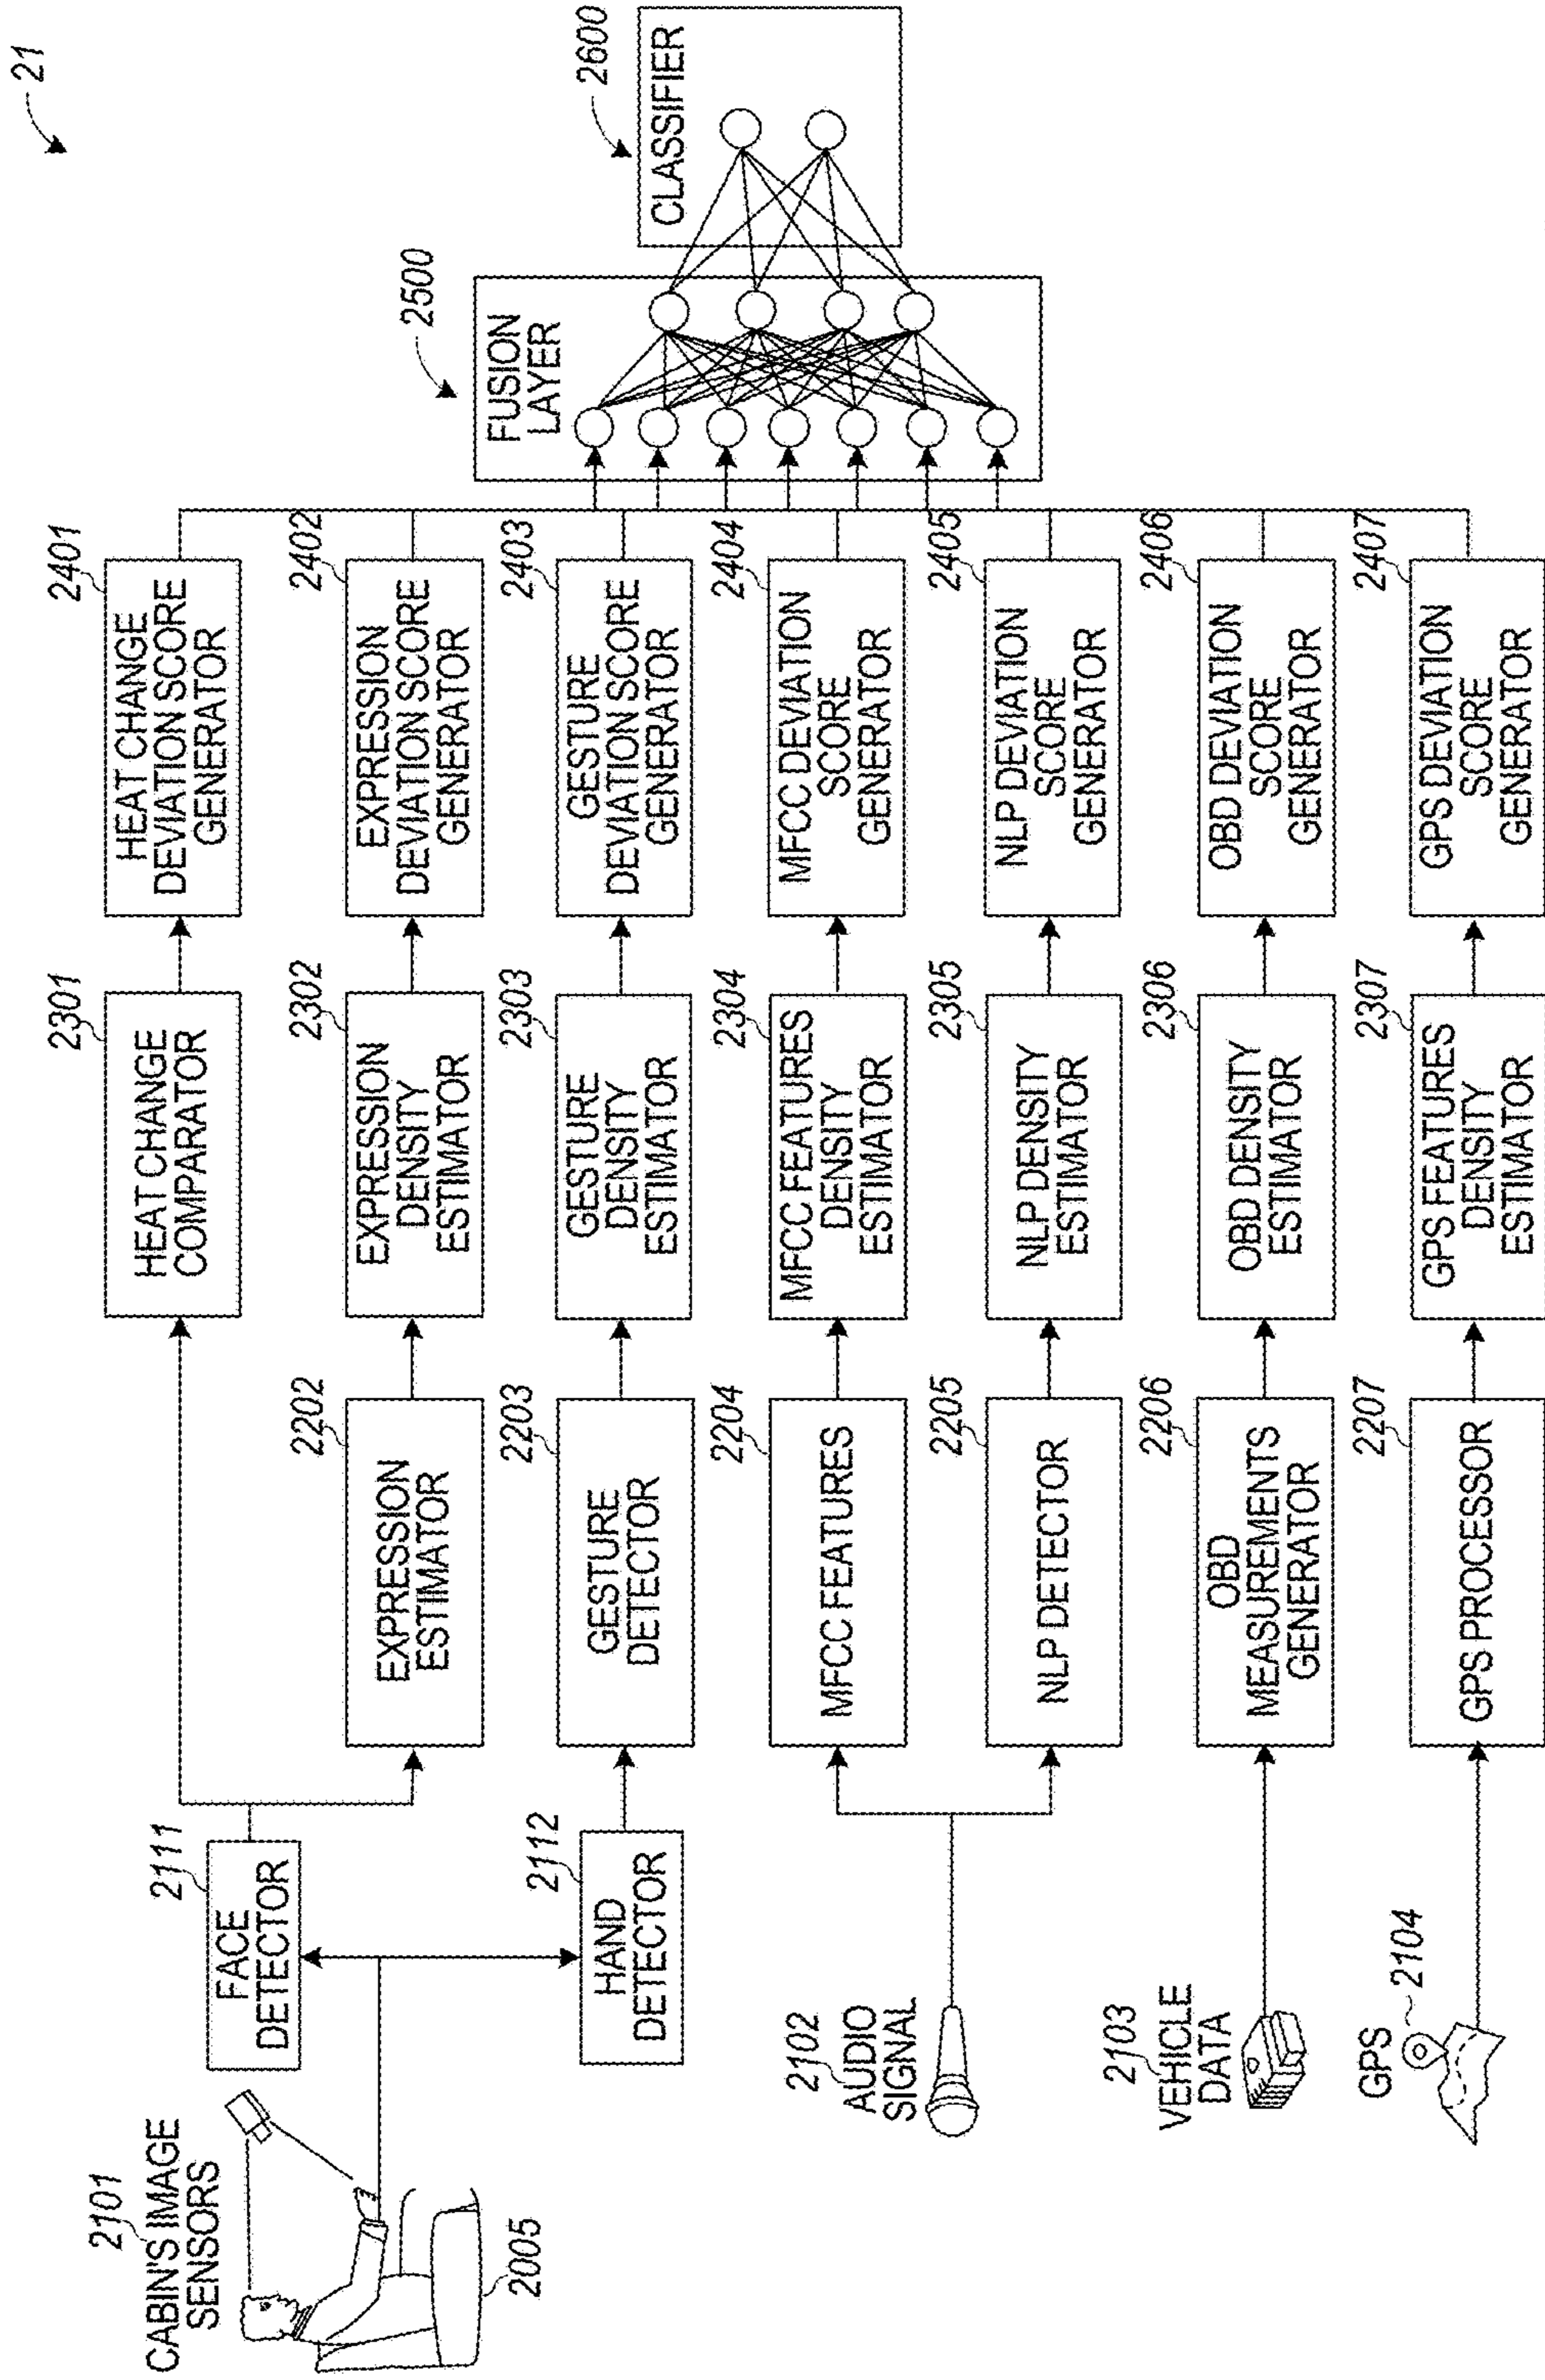 21
2101
CABIN'S IMAGE
SENSORS
2005
2111
FACE
DETECTOR
2112
HAND
DETECTOR
2102
AUDIO
SIGNAL
2103
VEHICLE
DATA
GPS
2104
2202
EXPRESSION
ESTIMATOR
2203
GESTURE
DETECTOR
2204
MFCC FEATURES
2205
NLP DETECTOR
2206
OBD
MEASUREMENTS
GENERATOR
2207
GPS PROCESSOR
2301
HEAT CHANGE
COMPARATOR
2302
EXPRESSION
DENSITY
ESTIMATOR
2303
GESTURE
DENSITY
ESTIMATOR
2304
MFCC FEATURES
DENSITY
ESTIMATOR
2305
NLP DENSITY
ESTIMATOR
2306
OBD DENSITY
ESTIMATOR
2307
GPS FEATURES
DENSITY
ESTIMATOR
2401
HEAT CHANGE
DEVIATION SCORE
GENERATOR
2402
EXPRESSION
DEVIATION SCORE
GENERATOR
2403
GESTURE
DEVIATION SCORE
GENERATOR
2404
MFCC DEVIATION
SCORE
GENERATOR
2405
NLP DEVIATION
SCORE
GENERATOR
2406
OBD DEVIATION
SCORE
GENERATOR
2407
GPS DEVIATION
SCORE
GENERATOR
2500
FUSION
LAYER
2600
CLASSIFIER